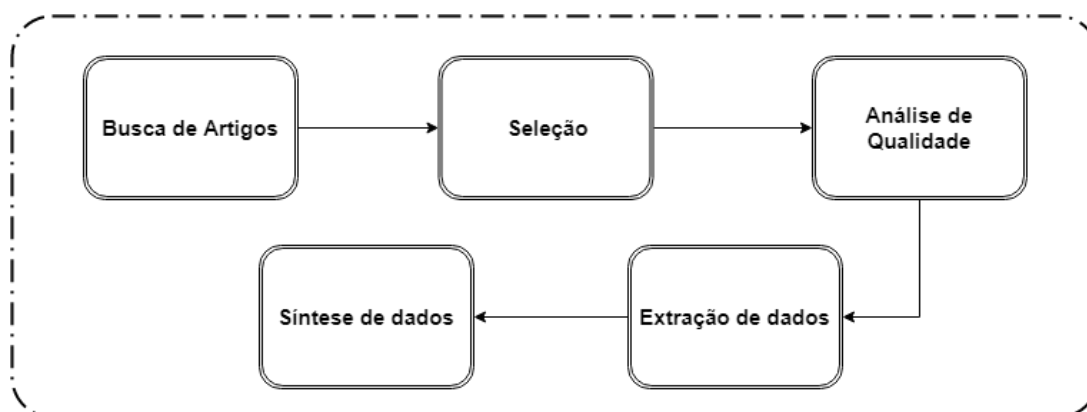 Busca de Artigos
Seleção
Análise de
Qualidade
Extração de dados
Síntese de dados